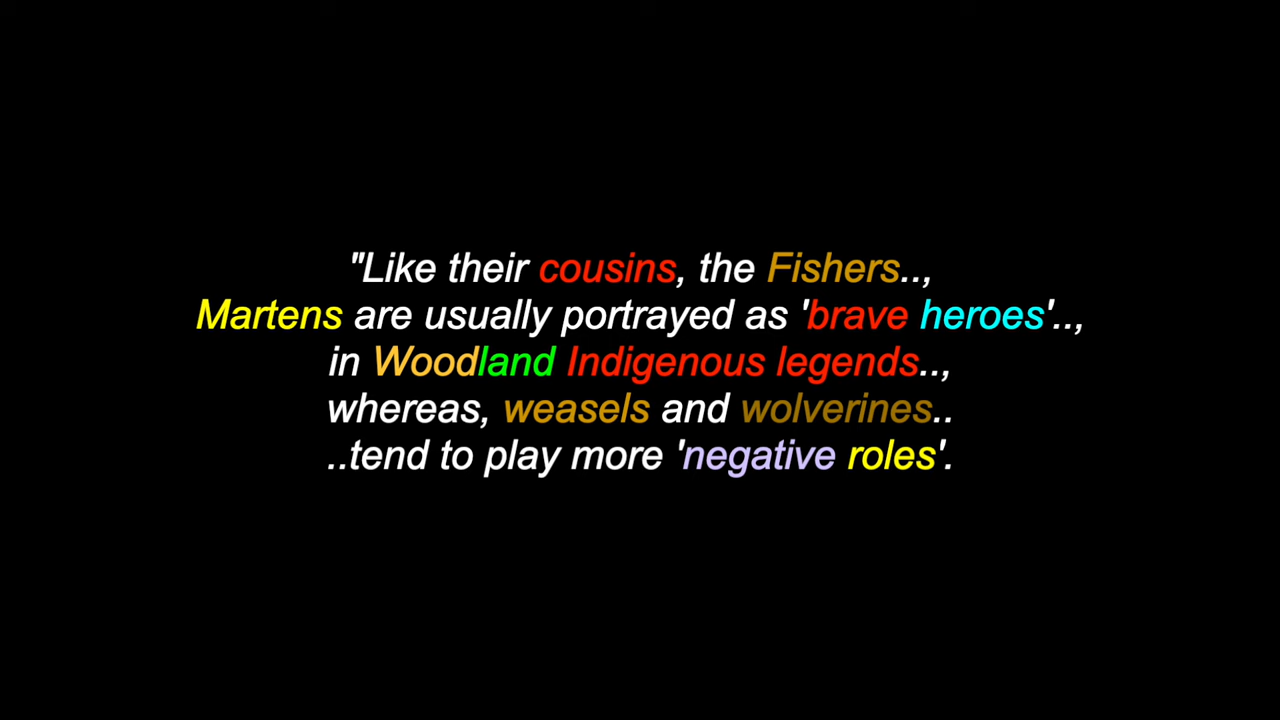 "Like their cousins, the Fishers..,
Martens are usually portrayed as 'brave heroes'..,
in Woodland Indigenous legends..,
whereas, weasels and wolverines..
..tend to play more 'negative roles'.